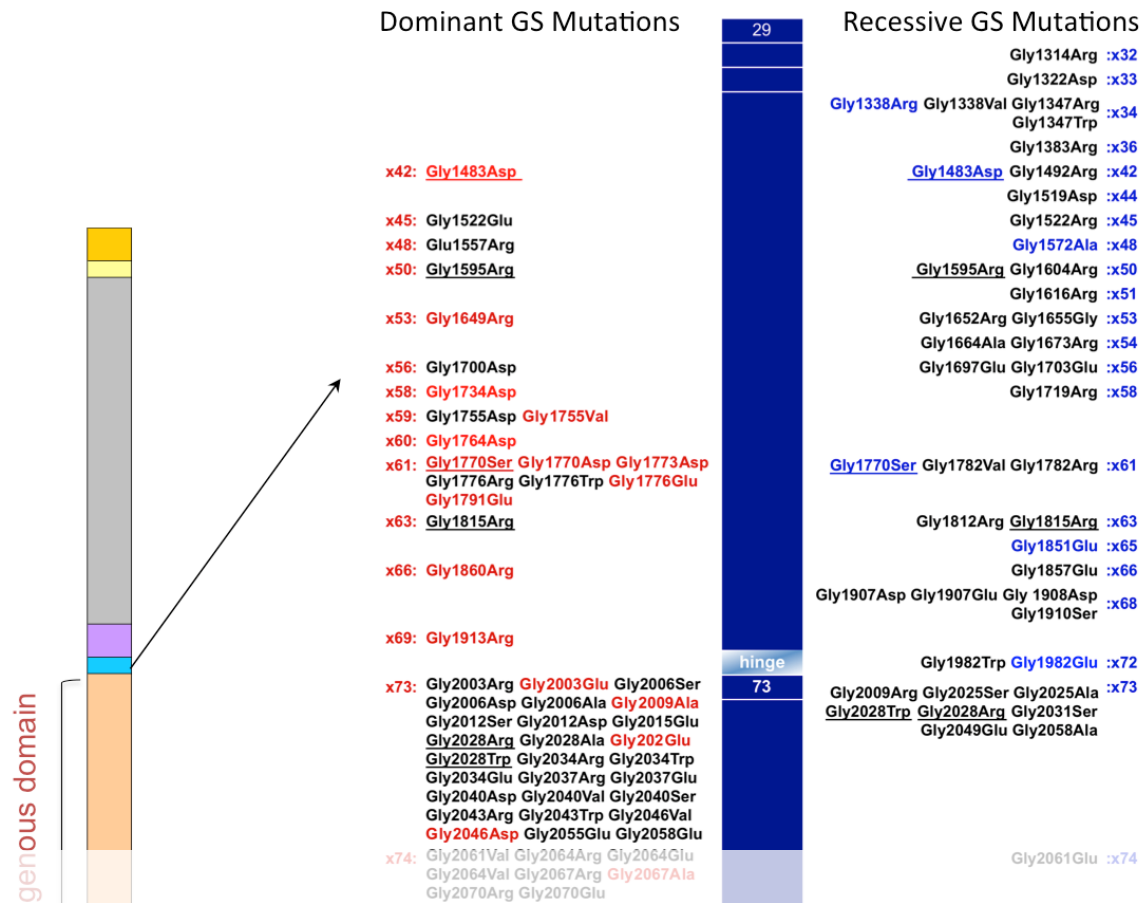 Dominant GS Mutations
29
Recessive GS Mutations
Gly1314Arg :x32
Gly1322Asp :x33
Gly1338Arg Gly1338Val Gly1347Arg
Gly1347Trp :x34
Gly1383Arg :x36
x42: Gly1483Asp
Gly1483Asp Gly1492Arg :x42
Gly1519Asp :x44
x45: Gly1522Glu
Gly1522Arg :x45
x48: Glu1557Arg
Gly1572Ala :x48
x50: Gly1595Arg
Gly1595Arg Gly1604Arg :x50
Gly1616Arg :x51
x53: Gly1649Arg
Gly1652Arg Gly1655Gly :x53
Gly1664Ala Gly1673Arg :x54
x56: Gly1700Asp
Gly1697Glu Gly1703Glu :x56
x58: Gly1734Asp
Gly1719Arg :x58
x59: Gly1755Asp Gly1755Val
x60: Gly1764Asp
x61: Gly1770Ser Gly1770Asp Gly1773Asp
Gly1776Arg Gly1776Trp Gly1776Glu
Gly1791Glu
Gly1770Ser Gly1782Val Gly1782Arg :x61
x63: Gly1815Arg
Gly1812Arg Gly1815Arg :x63
Gly1851Glu :x65
x66: Gly1860Arg
Gly1857Glu :x66
Gly1907Asp Gly1907Glu Gly 1908Asp
Gly1910Ser :x68
x69: Gly1913Arg
hinge
Gly1982Trp Gly1982Glu :x72
x73: Gly2003Arg Gly2003Glu Gly2006Ser
Gly2006Asp Gly2006Ala Gly2009Ala
Gly2012Ser Gly2012Asp Gly2015Glu
Gly2028Arg Gly2028Ala Gly202Glu
Gly2028Trp Gly2034Arg Gly2034Trp
Gly2034Glu Gly2037Arg Gly2037Glu
Gly2040Asp Gly2040Val Gly2040Ser
Gly2043Arg Gly2043Trp Gly2046Val
Gly2046Asp Gly2055Glu Gly2058Glu
73
Gly2009Arg Gly2025Ser Gly2025Ala :x73
Gly2028Trp Gly2028Arg Gly2031Ser
Gly2049Glu Gly2058Ala
x74: Gly2061Val Gly2064Arg Gly2064Glu
Gly2064Val Gly2067Arg Gly2067Ala
Gly2070Arg Gly2070Glu
Gly2061Glu :x74
genous domain